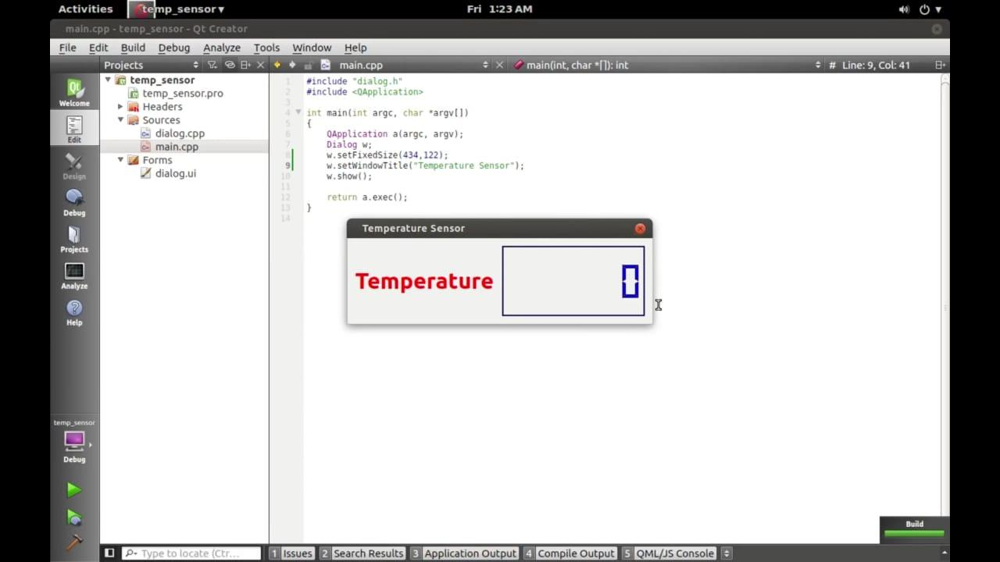 Activities temp_sensor Fri 1:23 AM
main.cpp - temp_sensor - Qt Creator
File Edit Build Debug Analyze Tools Window Help
Projects main.cpp main(int, char *[]): int # Line: 9, Col: 41
Welcome
Edit
Design
Debug
Projects
Analyze
Help
temp_sensor
temp_sensor.pro
Headers
Sources
dialog.cpp
main.cpp
Forms
dialog.ui
1 #include "dialog.h"
2 #include <QApplication>
3
4 int main(int argc, char *argv[])
5 {
6 QApplication a(argc, argv);
7 Dialog w;
8 w.setFixedSize(434,122);
9 w.setWindowTitle("Temperature Sensor");
10 w.show();
11
12 return a.exec();
13 }
14
Temperature Sensor
Temperature 0
temp_sensor
Debug
Build
Type to locate (Ctr... 1 Issues 2 Search Results 3 Application Output 4 Compile Output 5 QML/JS Console